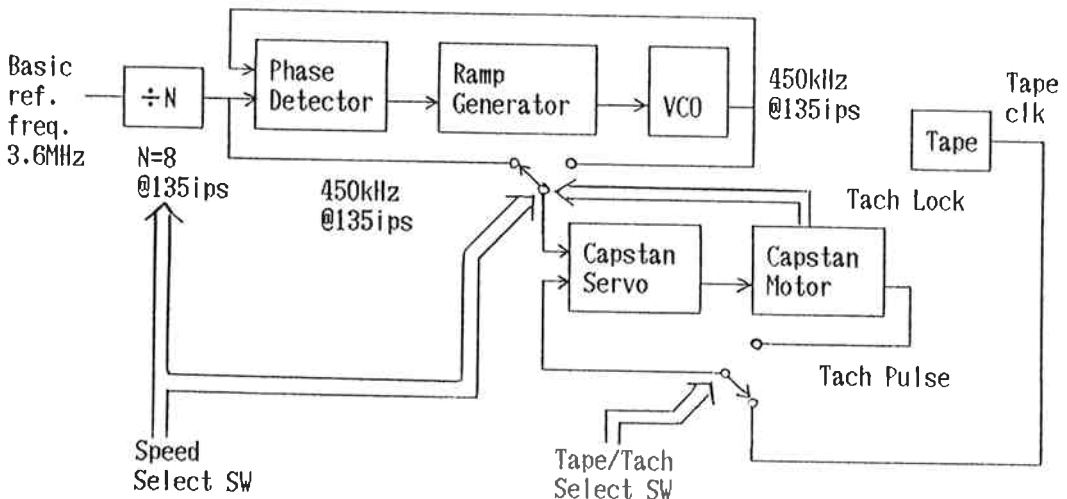 Basic
ref.
freq.
3.6MHz
÷N
N=8
@135ips
Phase
Detector
Ramp
Generator
VCO
450kHz
@135ips
450kHz
@135ips
Tape
clk
Tape
Tach Lock
Capstan
Servo
Capstan
Motor
Tach Pulse
Speed
Select SW
Tape/Tach
Select SW